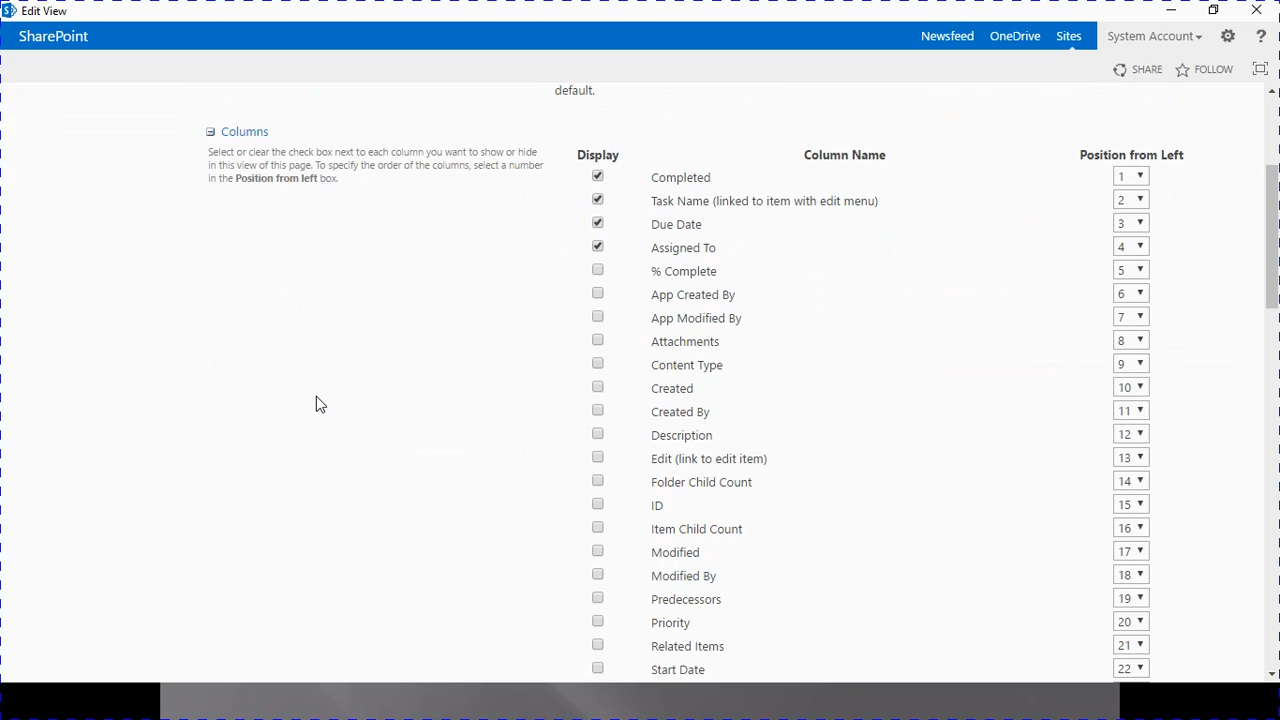 Edit View
SharePoint
Newsfeed OneDrive Sites System Account ?
SHARE FOLLOW
default.
Columns
Select or clear the check box next to each column you want to show or hide
in this view of this page. To specify the order of the columns, select a number
in the Position from left box.
Display Column Name Position from Left
Completed 1
Task Name (linked to item with edit menu) 2
Due Date 3
Assigned To 4
% Complete 5
App Created By 6
App Modified By 7
Attachments 8
Content Type 9
Created 10
Created By 11
Description 12
Edit (link to edit item) 13
Folder Child Count 14
ID 15
Item Child Count 16
Modified 17
Modified By 18
Predecessors 19
Priority 20
Related Items 21
Start Date 22